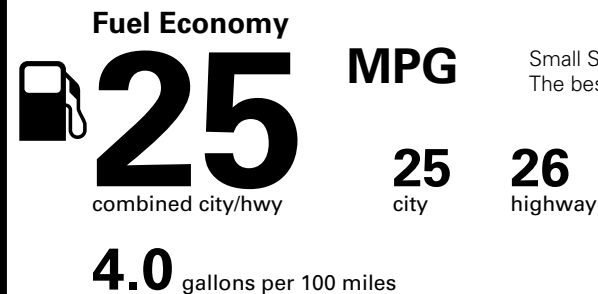 Fuel Economy
25 MPG
Small
The
combined city/hwy
25 city
26 highway
4.0 gallons per 100 miles